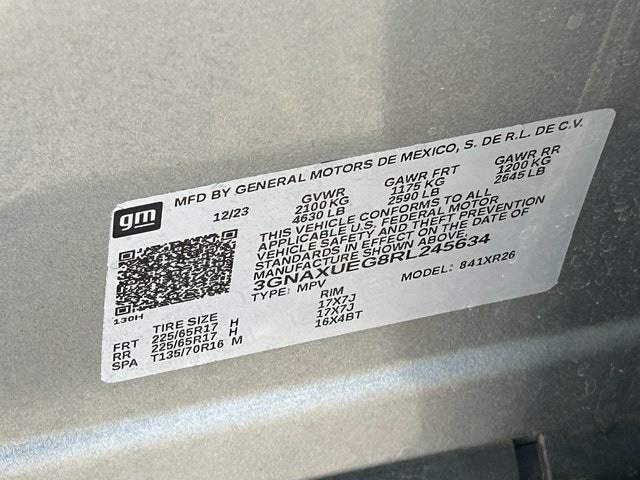 gm
MFD BY GENERAL MOTORS DE MEXICO, S. DE R.L. DE C.V.
12/23 GVWR GAWR FRT GAWR RR
2100 KG 1175 KG 1200 KG
4630 LB 2590 LB 2645 LB
THIS VEHICLE CONFORMS TO ALL
APPLICABLE U.S. FEDERAL MOTOR
VEHICLE SAFETY AND THEFT PREVENTION
STANDARDS IN EFFECT ON THE DATE OF
MANUFACTURE SHOWN ABOVE.
3GNAXUEG8RL245634
TYPE: MPV MODEL: 841XR26
130H
TIRE SIZE RIM
FRT 225/65R17 H 17X7J
RR 225/65R17 H 17X7J
SPA T135/70R16 M 16X4BT